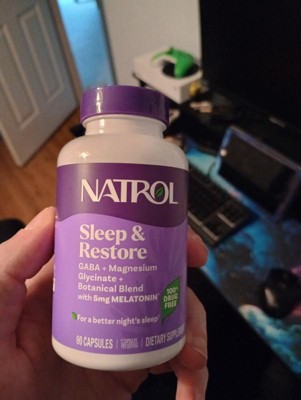 NATROL
Sleep &
Restore
GABA + Magnesium
Glycinate +
Botanical Blend
with 5mg MELATONIN
100%
DRUG
FREE
For a better night's sleep
60 CAPSULES
DIETARY SUPPLEMENT